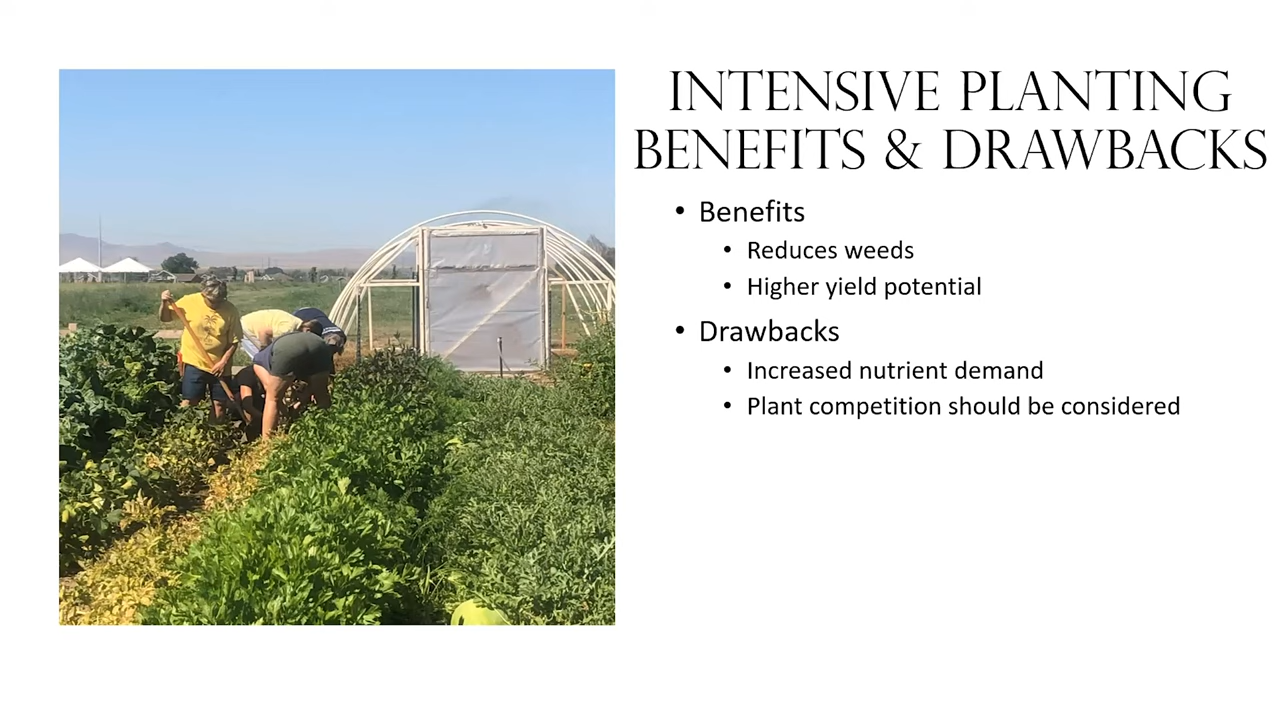 INTENSIVE PLANTING
BENEFITS & DRAWBACKS
• Benefits
• Reduces weeds
• Higher yield potential
• Drawbacks
• Increased nutrient demand
• Plant competition should be considered